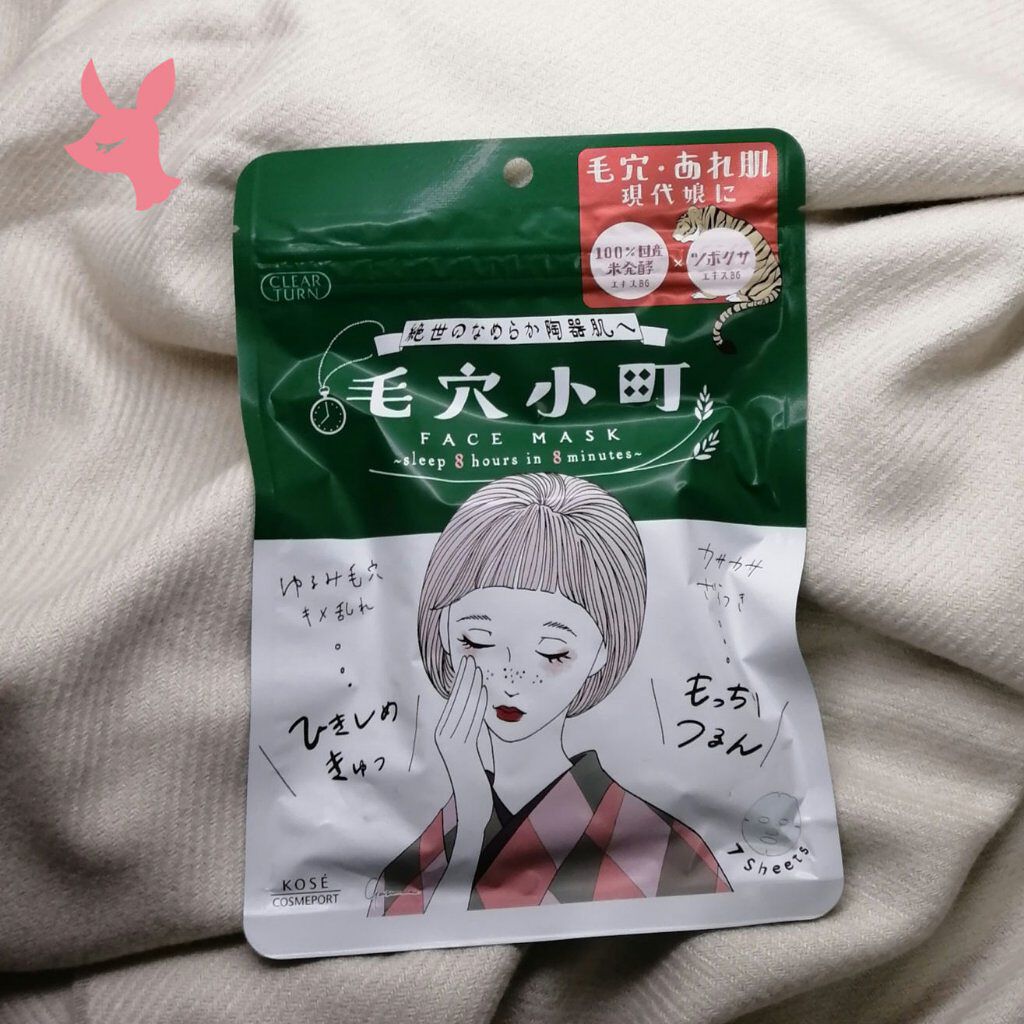 毛穴・あれ肌
現代娘に
100%国産
米発酵
エキスBG
×
ツボクサ
エキスBG
CLEAR
TURN
絶世のなめらか陶器肌へ
毛穴小町
FACE MASK
~sleep 8 hours in 8 minutes~
ゆるみ毛穴
キメ乱れ
ひきしめ
きゅっ
カサカサ
ざらつき
もっちり
つるん
7 Sheets
KOSÉ
COSMEPORT